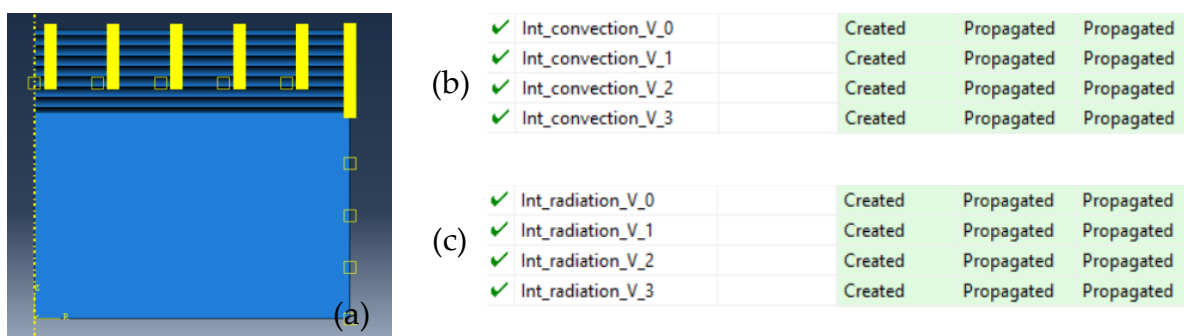 (a)
R
(b)
Int_convection_V_0 Created Propagated Propagated
Int_convection_V_1 Created Propagated Propagated
Int_convection_V_2 Created Propagated Propagated
Int_convection_V_3 Created Propagated Propagated
(c)
Int_radiation_V_0 Created Propagated Propagated
Int_radiation_V_1 Created Propagated Propagated
Int_radiation_V_2 Created Propagated Propagated
Int_radiation_V_3 Created Propagated Propagated